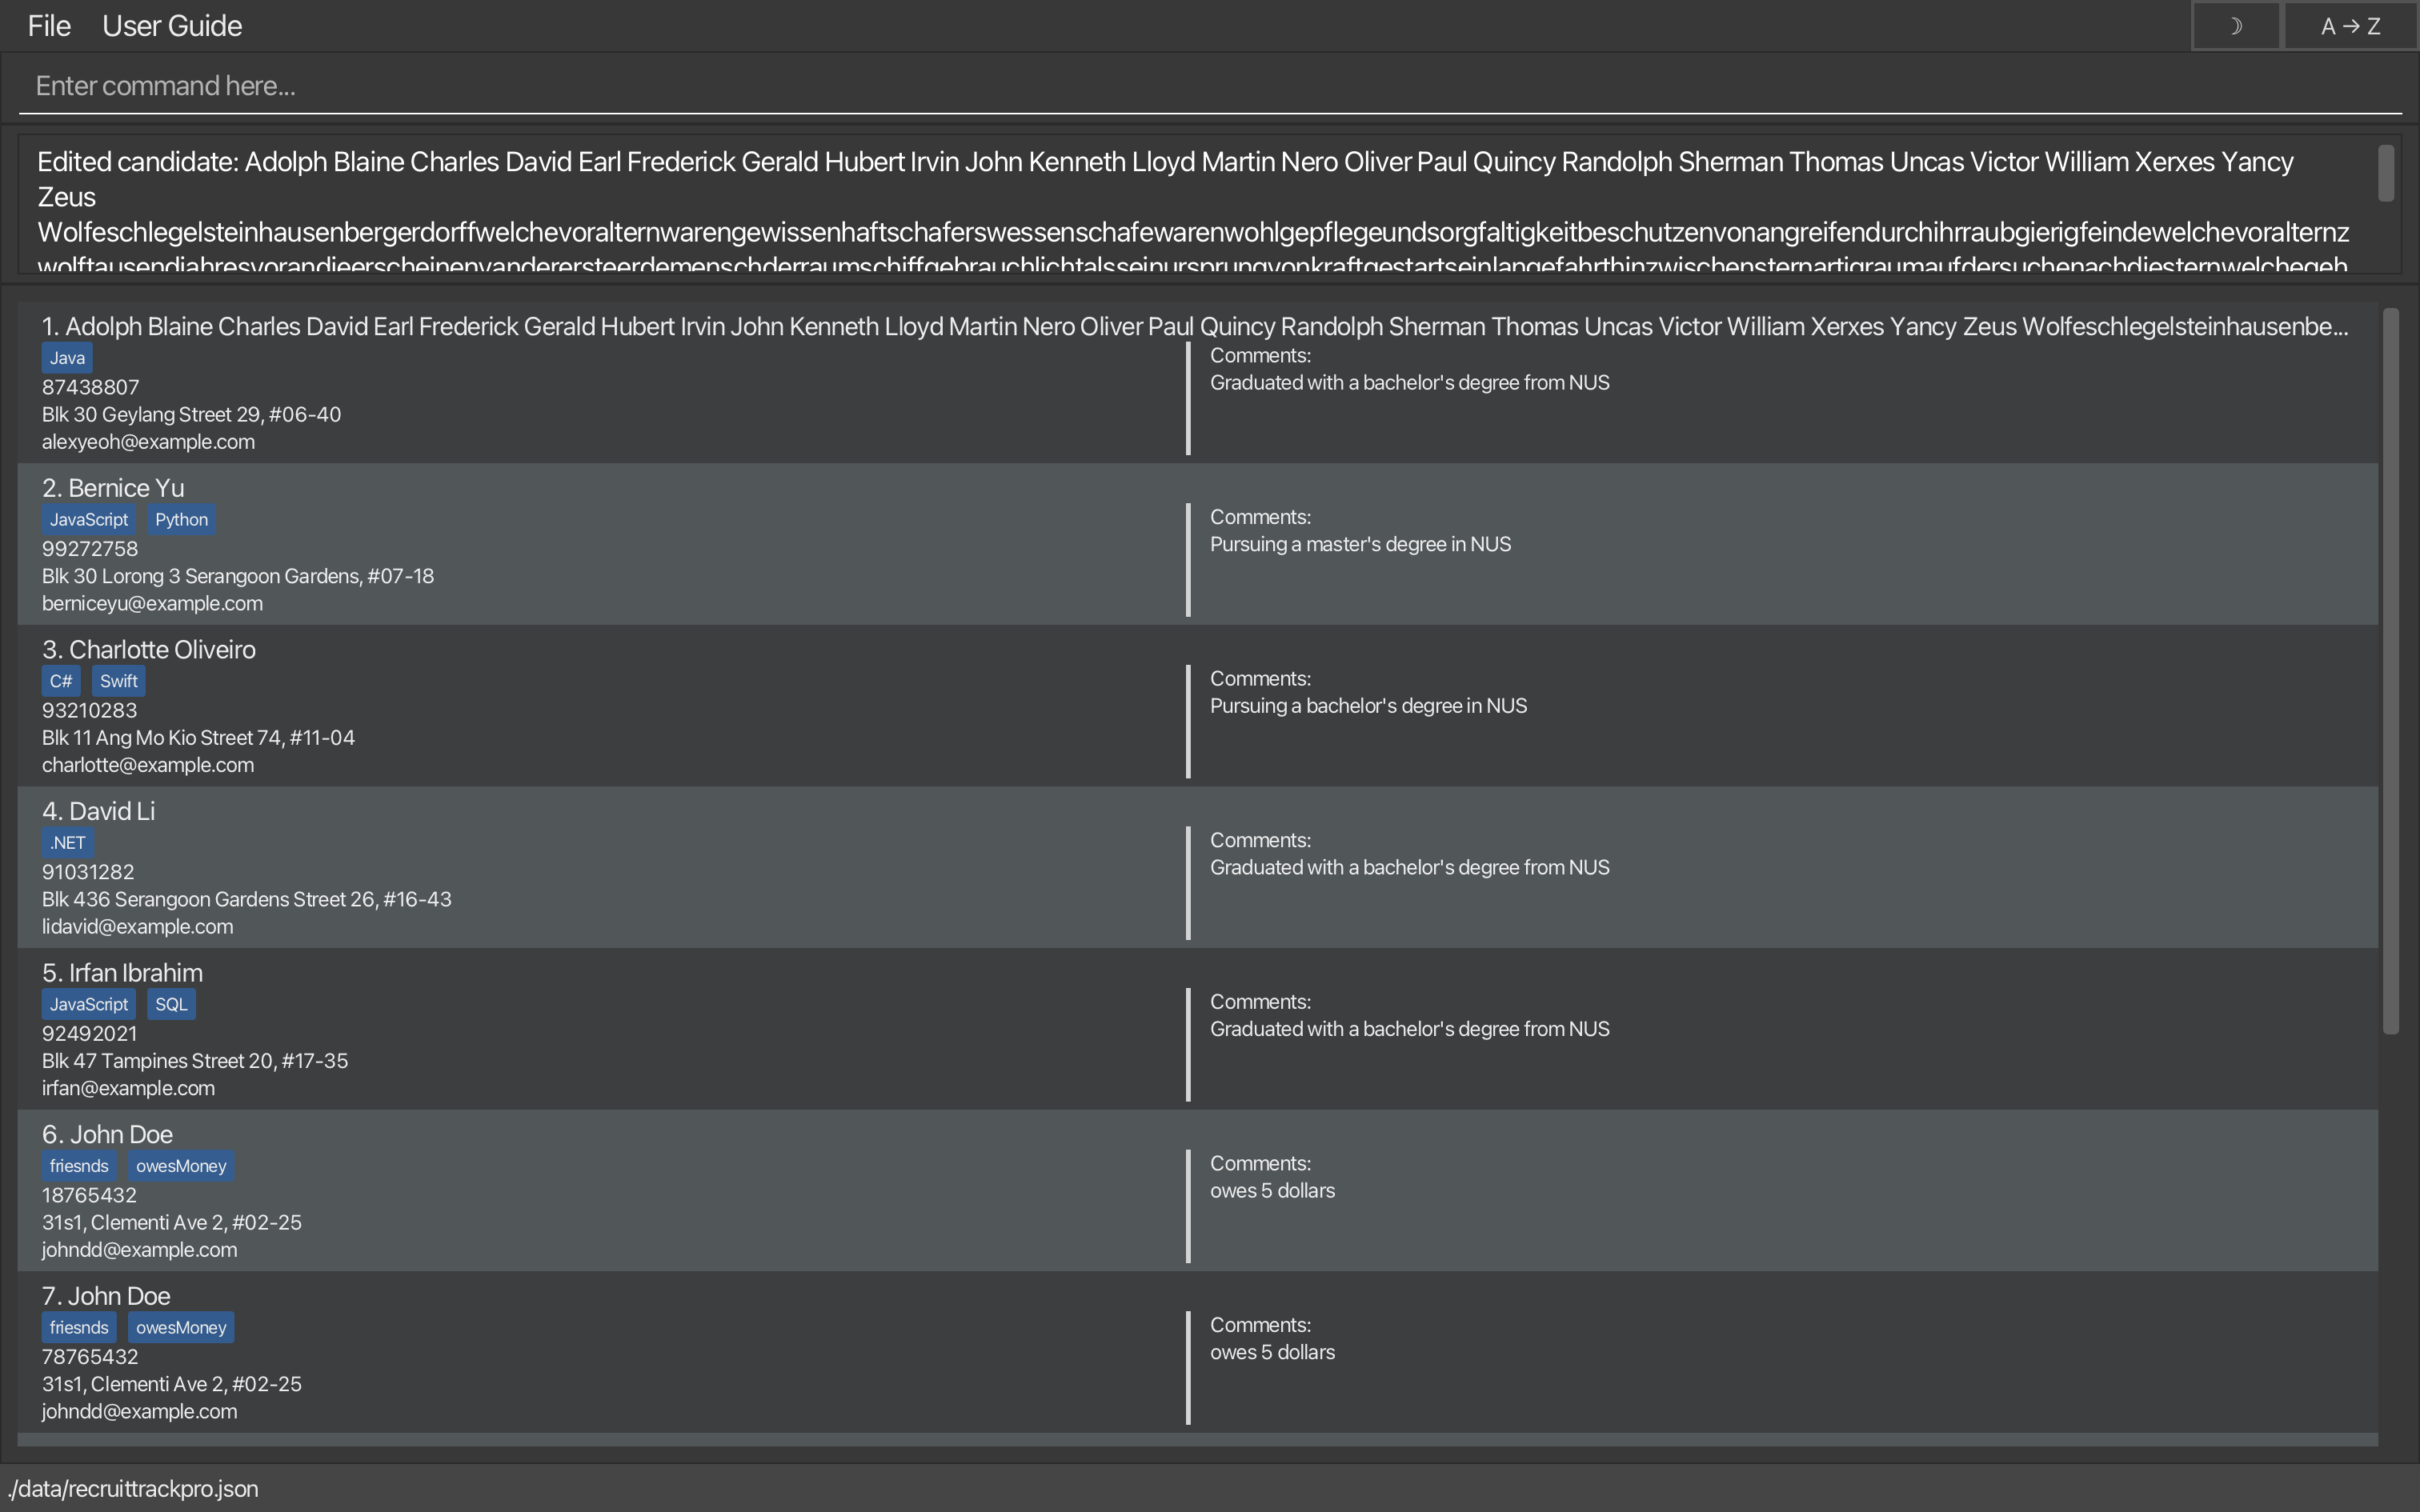 File User Guide ☽ A → Z
Enter command here...
Edited candidate: Adolph Blaine Charles David Earl Frederick Gerald Hubert Irvin John Kenneth Lloyd Martin Nero Oliver Paul Quincy Randolph Sherman Thomas Uncas Victor William Xerxes Yancy
Zeus
Wolfeschlegelsteinhausenbergerdorffwelchevoralternwarengewissenhaftschaferswessenschafewarenwohlgepflegeundsorgfaltigkeitbeschutzenvonangreifendurchihrraubgierigfeindewelchevoralternz
wolftausendjahresvorandieerscheinenvanderersteerdemenschderraumschiffgebrauchlichtalsseinursprungvonkraftgestartseinlangefahrthinzwischensternartigraumaufdersuchenachdiesternwelchegeh
1. Adolph Blaine Charles David Earl Frederick Gerald Hubert Irvin John Kenneth Lloyd Martin Nero Oliver Paul Quincy Randolph Sherman Thomas Uncas Victor William Xerxes Yancy Zeus Wolfeschlegelsteinhausenbe...
Java
87438807
Blk 30 Geylang Street 29, #06-40
alexyeoh@example.com
Comments:
Graduated with a bachelor's degree from NUS
2. Bernice Yu
JavaScript Python
99272758
Blk 30 Lorong 3 Serangoon Gardens, #07-18
berniceyu@example.com
Comments:
Pursuing a master's degree in NUS
3. Charlotte Oliveiro
C# Swift
93210283
Blk 11 Ang Mo Kio Street 74, #11-04
charlotte@example.com
Comments:
Pursuing a bachelor's degree in NUS
4. David Li
.NET
91031282
Blk 436 Serangoon Gardens Street 26, #16-43
lidavid@example.com
Comments:
Graduated with a bachelor's degree from NUS
5. Irfan Ibrahim
JavaScript SQL
92492021
Blk 47 Tampines Street 20, #17-35
irfan@example.com
Comments:
Graduated with a bachelor's degree from NUS
6. John Doe
friesnds owesMoney
18765432
31s1, Clementi Ave 2, #02-25
johndd@example.com
Comments:
owes 5 dollars
7. John Doe
friesnds owesMoney
78765432
31s1, Clementi Ave 2, #02-25
johndd@example.com
Comments:
owes 5 dollars
./data/recruittrackpro.json